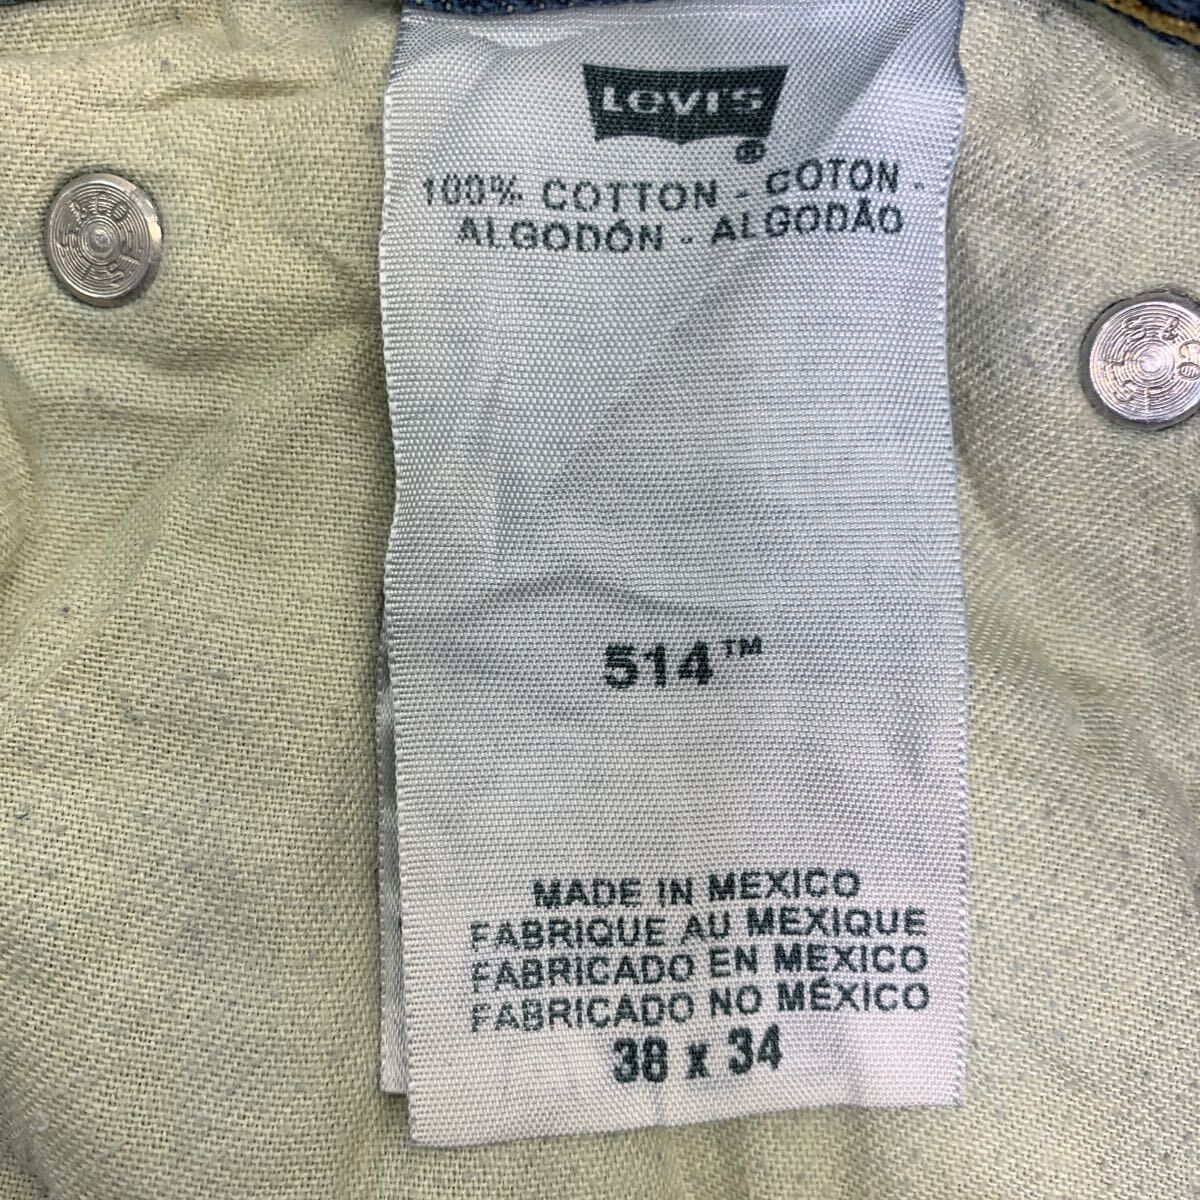 LEVI'S
®
100% COTTON - COTON -
ALGODÓN - ALGODÃO
514™
MADE IN MEXICO
FABRIQUE AU MEXIQUE
FABRICADO EN MEXICO
FABRICADO NO MÉXICO
38 x 34